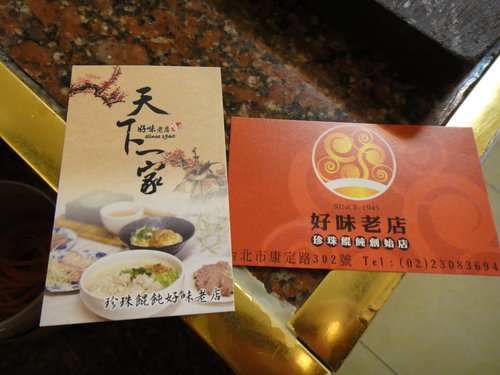 天下一家
好味老店
Since 1960
珍珠餛飩好味老店
SINCE·1945
好味老店
珍珠餛飩創始店
台北市康定路302號 Tel:(02)23083694